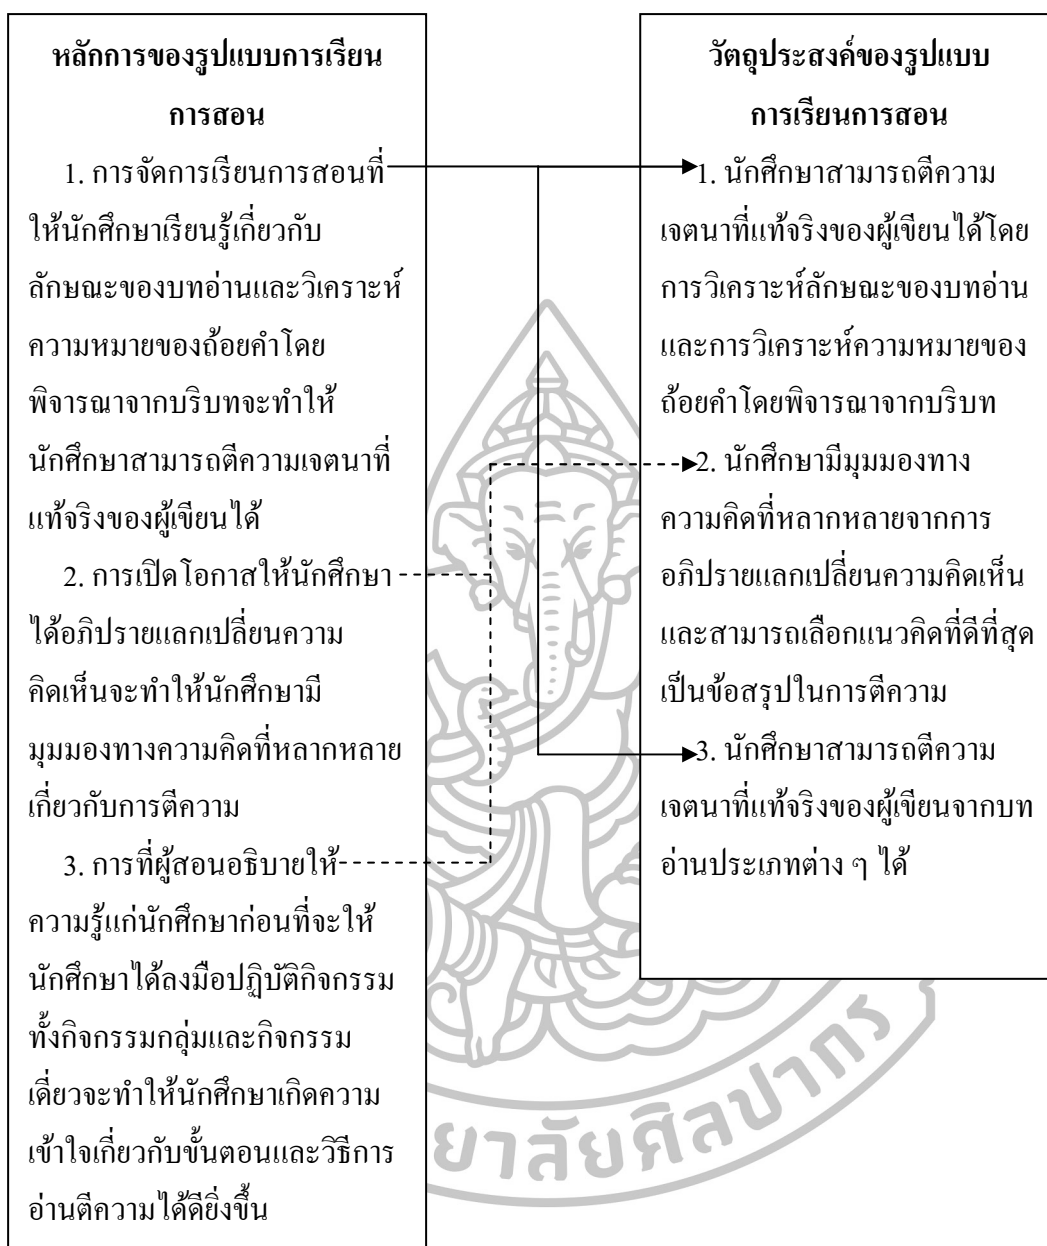 หลักการของรูปแบบการเรียน
การสอน
1. การจัดการเรียนการสอนที่
ให้นักศึกษาเรียนรู้เกี่ยวกับ
ลักษณะของบทอ่านและวิเคราะห์
ความหมายของถ้อยคำโดย
พิจารณาจากบริบทจะทำให้
นักศึกษาสามารถตีความเจตนาที่
แท้จริงของผู้เขียนได้
2. การเปิดโอกาสให้นักศึกษา
ได้อภิปรายแลกเปลี่ยนความ
คิดเห็นจะทำให้นักศึกษามี
มุมมองทางความคิดที่หลากหลาย
เกี่ยวกับการตีความ
3. การที่ผู้สอนอธิบายให้
ความรู้แก่นักศึกษาก่อนที่จะให้
นักศึกษาได้ลงมือปฏิบัติกิจกรรม
ทั้งกิจกรรมกลุ่มและกิจกรรม
เดี่ยวจะทำให้นักศึกษาเกิดความ
เข้าใจเกี่ยวกับขั้นตอนและวิธีการ
อ่านตีความได้ดียิ่งขึ้น
วัตถุประสงค์ของรูปแบบ
การเรียนการสอน
1. นักศึกษาสามารถตีความ
เจตนาที่แท้จริงของผู้เขียนได้โดย
การวิเคราะห์ลักษณะของบทอ่าน
และการวิเคราะห์ความหมายของ
ถ้อยคำโดยพิจารณาจากบริบท
2. นักศึกษามีมุมมองทาง
ความคิดที่หลากหลายจากการ
อภิปรายแลกเปลี่ยนความคิดเห็น
และสามารถเลือกแนวคิดที่ดีที่สุด
เป็นข้อสรุปในการตีความ
3. นักศึกษาสามารถตีความ
เจตนาที่แท้จริงของผู้เขียนจากบท
อ่านประเภทต่าง ๆ ได้
ยาลัยศิลปากร